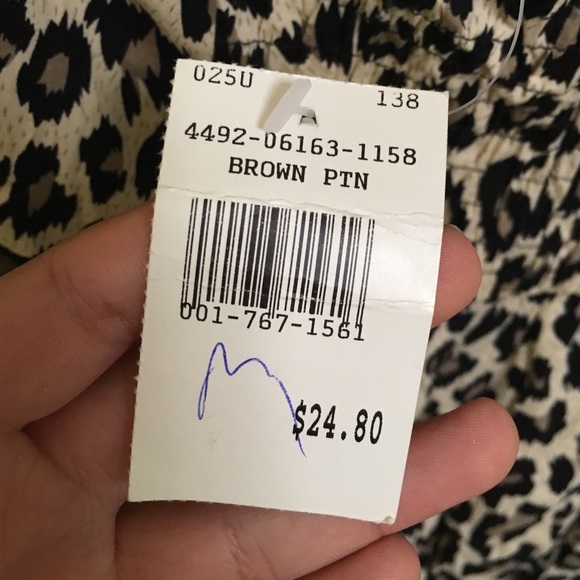 025U 138
4492-06163-1158
BROWN PTN
001-767-1561
M
$24.80